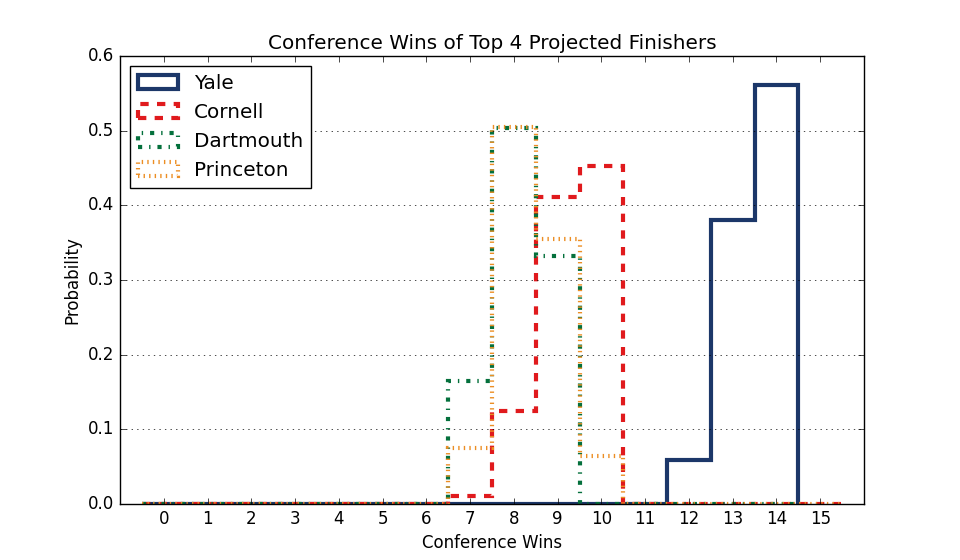 Conference Wins of Top 4 Projected Finishers
Yale
Cornell
Dartmouth
Princeton
0.6
0.5
0.4
0.3
0.2
0.1
0.0
Probability
0 1 2 3 4 5 6 7 8 9 10 11 12 13 14 15
Conference Wins